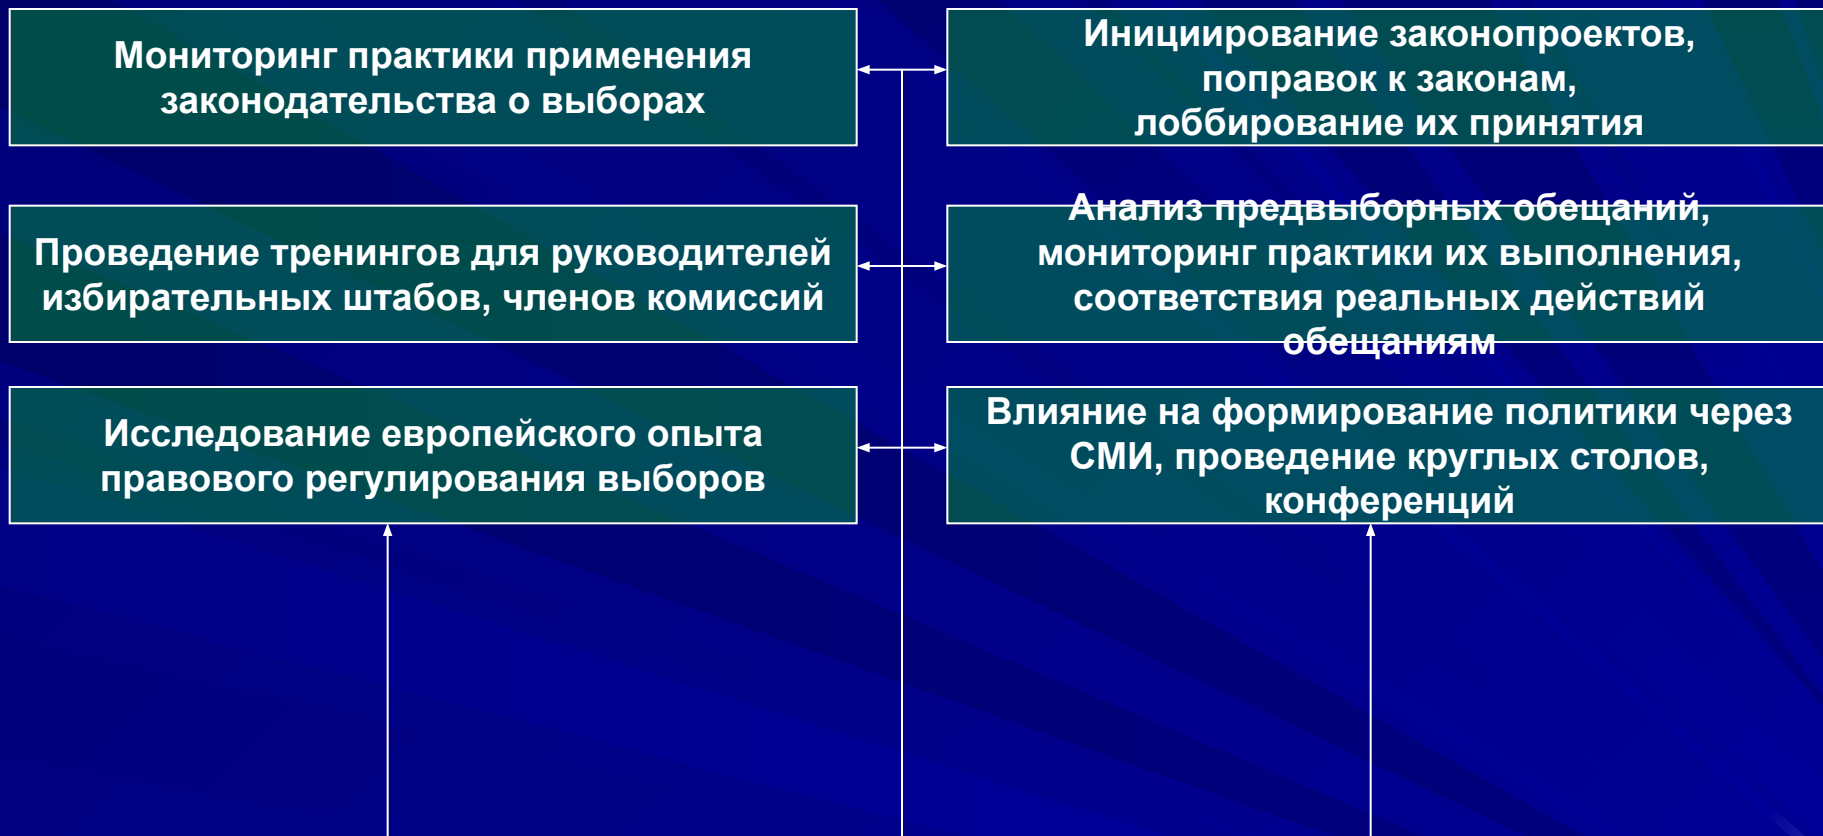 Мониторинг практики применения
законодательства о выборах
Инициирование законопроектов,
поправок к законам,
лоббирование их принятия
Проведение тренингов для руководителей
избирательных штабов, членов комиссий
Анализ предвыборных обещаний,
мониторинг практики их выполнения,
соответствия реальных действий
обещаниям
Исследование европейского опыта
правового регулирования выборов
Влияние на формирование политики через
СМИ, проведение круглых столов,
конференций